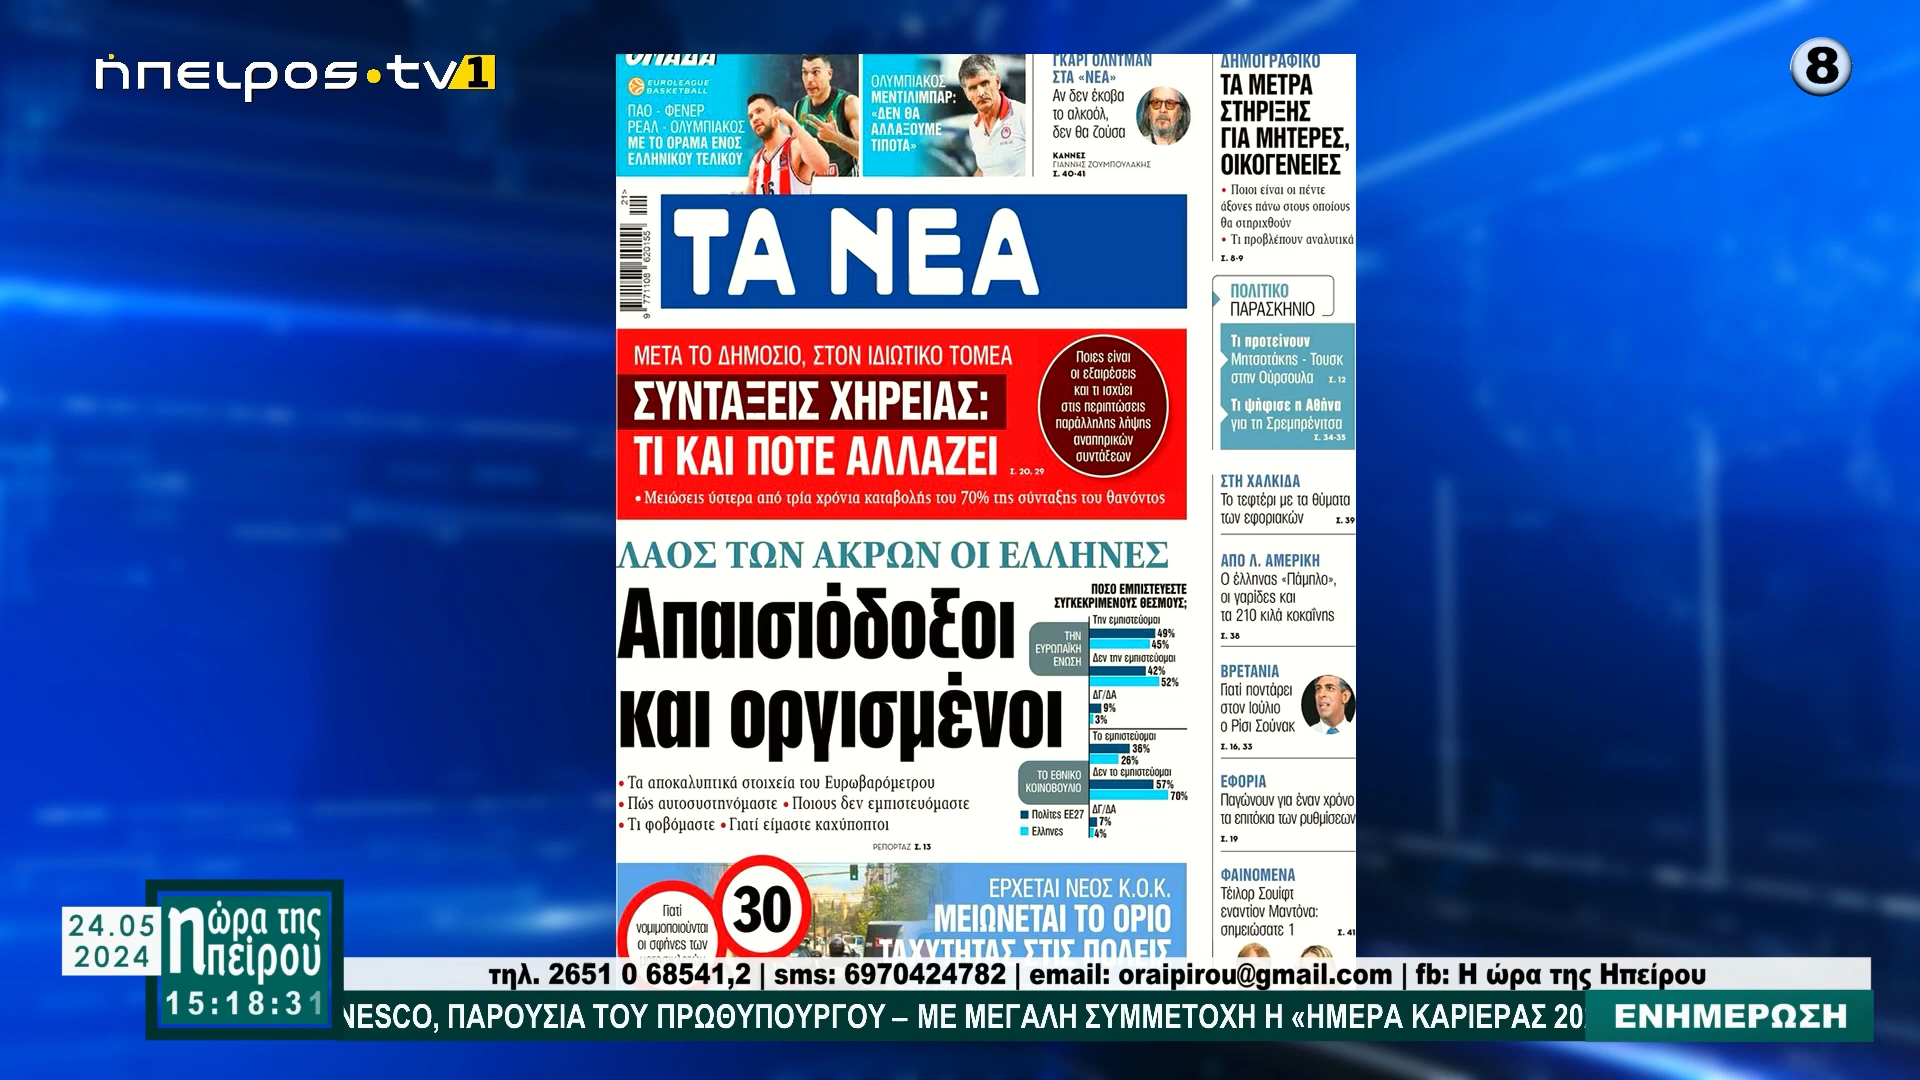 ήπειρος•tv1
8
ΟΜΑΔΑ
EUROLEAGUE
BASKETBALL
ΠΑΟ - ΦΕΝΕΡ
ΡΕΑΛ - ΟΛΥΜΠΙΑΚΟΣ
ΜΕ ΤΟ ΟΡΑΜΑ ΕΝΟΣ
ΕΛΛΗΝΙΚΟΥ ΤΕΛΙΚΟΥ
ΟΛΥΜΠΙΑΚΟΣ
ΜΕΝΤΙΛΙΜΠΑΡ:
«ΔΕΝ ΘΑ
ΑΛΛΑΞΟΥΜΕ
ΤΙΠΟΤΑ»
ΓΚΑΡΙ ΟΛΝΤΜΑΝ
ΣΤΑ «ΝΕΑ»
Αν δεν έκοβα
το αλκοόλ,
δεν θα ζούσα
ΚΑΝΝΕΣ
ΓΙΑΝΝΗΣ ΖΟΥΜΠΟΥΛΑΚΗΣ
Σ. 40-41
ΔΗΜΟΓΡΑΦΙΚΟ
ΤΑ ΜΕΤΡΑ
ΣΤΗΡΙΞΗΣ
ΓΙΑ ΜΗΤΕΡΕΣ,
ΟΙΚΟΓΕΝΕΙΕΣ
• Ποιοι είναι οι πέντε
άξονες πάνω στους οποίους
θα στηριχθούν
• Τι προβλέπουν αναλυτικά
Σ. 8-9
21>
9 771108 620155
ΤΑ ΝΕΑ
ΜΕΤΑ ΤΟ ΔΗΜΟΣΙΟ, ΣΤΟΝ ΙΔΙΩΤΙΚΟ ΤΟΜΕΑ
ΣΥΝΤΑΞΕΙΣ ΧΗΡΕΙΑΣ:
ΤΙ ΚΑΙ ΠΟΤΕ ΑΛΛΑΖΕΙ
Σ. 20, 29
• Μειώσεις ύστερα από τρία χρόνια καταβολής του 70% της σύνταξης του θανόντος
Ποιες είναι
οι εξαιρέσεις
και τι ισχύει
στις περιπτώσεις
παράλληλης λήψης
αναπηρικών
συντάξεων
ΠΟΛΙΤΙΚΟ
ΠΑΡΑΣΚΗΝΙΟ
Τι προτείνουν
Μητσοτάκης - Τουσκ
στην Ούρσουλα Σ. 12
Τι ψήφισε η Αθήνα
για τη Σρεμπρένιτσα
Σ. 34-35
ΣΤΗ ΧΑΛΚΙΔΑ
Το τεφτέρι με τα θύματα
των εφοριακών Σ. 39
ΑΠΟ Λ. ΑΜΕΡΙΚΗ
Ο έλληνας «Πάμπλο»,
οι γαρίδες και
τα 210 κιλά κοκαΐνης
Σ. 38
ΒΡΕΤΑΝΙΑ
Γιατί ποντάρει
στον Ιούλιο
ο Ρίσι Σούνακ
Σ. 16, 33
ΕΦΟΡΙΑ
Παγώνουν για έναν χρόνο
τα επιτόκια των ρυθμίσεων
Σ. 19
ΦΑΙΝΟΜΕΝΑ
Τέιλορ Σουίφτ
εναντίον Μαντόνα:
σημειώσατε 1
Σ. 41
ΛΑΟΣ ΤΩΝ ΑΚΡΩΝ ΟΙ ΕΛΛΗΝΕΣ
Απαισιόδοξοι
και οργισμένοι
• Τα αποκαλυπτικά στοιχεία του Ευρωβαρόμετρου
• Πώς αυτοσυστηνόμαστε • Ποιους δεν εμπιστευόμαστε
• Τι φοβόμαστε • Γιατί είμαστε καχύποπτοι
ΡΕΠΟΡΤΑΖ Σ. 13
ΠΟΣΟ ΕΜΠΙΣΤΕΥΕΣΤΕ
ΣΥΓΚΕΚΡΙΜΕΝΟΥΣ ΘΕΣΜΟΥΣ;
ΤΗΝ
ΕΥΡΩΠΑΪΚΗ
ΕΝΩΣΗ
Την εμπιστεύομαι
49%
45%
Δεν την εμπιστεύομαι
42%
52%
ΔΓ/ΔΑ
9%
3%
ΤΟ ΕΘΝΙΚΟ
ΚΟΙΝΟΒΟΥΛΙΟ
Το εμπιστεύομαι
36%
26%
Δεν το εμπιστεύομαι
57%
70%
ΔΓ/ΔΑ
7%
4%
Πολίτες ΕΕ27
Ελληνες
Γιατί
νομιμοποιούνται
οι σφήνες των
30
ΕΡΧΕΤΑΙ ΝΕΟΣ Κ.Ο.Κ.
ΜΕΙΩΝΕΤΑΙ ΤΟ ΟΡΙΟ
ΤΑΧΥΤΗΤΑΣ ΣΤΙΣ ΠΟΛΕΙΣ
24.05
2024
η ώρα της
Ηπείρου
15:18:31
τηλ. 2651 0 68541,2 | sms: 6970424782 | email: oraipirou@gmail.com | fb: Η ώρα της Ηπείρου
NESCO, ΠΑΡΟΥΣΙΑ ΤΟΥ ΠΡΩΘΥΠΟΥΡΓΟΥ – ΜΕ ΜΕΓΑΛΗ ΣΥΜΜΕΤΟΧΗ Η «ΗΜΕΡΑ ΚΑΡΙΕΡΑΣ 20
ΕΝΗΜΕΡΩΣΗ